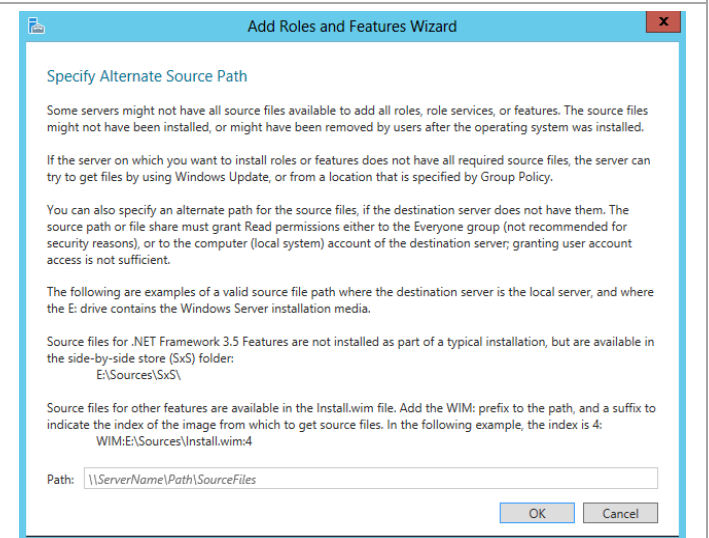 Add Roles and Features Wizard
x
Specify Alternate Source Path
Some servers might not have all source files available to add all roles, role services, or features. The source files
might not have been installed, or might have been removed by users after the operating system was installed.
If the server on which you want to install roles or features does not have all required source files, the server can
try to get files by using Windows Update, or from a location that is specified by Group Policy.
You can also specify an alternate path for the source files, if the destination server does not have them. The
source path or file share must grant Read permissions either to the Everyone group (not recommended for
security reasons), or to the computer (local system) account of the destination server; granting user account
access is not sufficient.
The following are examples of a valid source file path where the destination server is the local server, and where
the E: drive contains the Windows Server installation media.
Source files for .NET Framework 3.5 Features are not installed as part of a typical installation, but are available in
the side-by-side store (SxS) folder:
E:\Sources\SxS\
Source files for other features are available in the Install.wim file. Add the WIM: prefix to the path, and a suffix to
indicate the index of the image from which to get source files. In the following example, the index is 4:
WIM:E:\Sources\Install.wim:4
Path: \\ServerName\Path\SourceFiles
OK Cancel